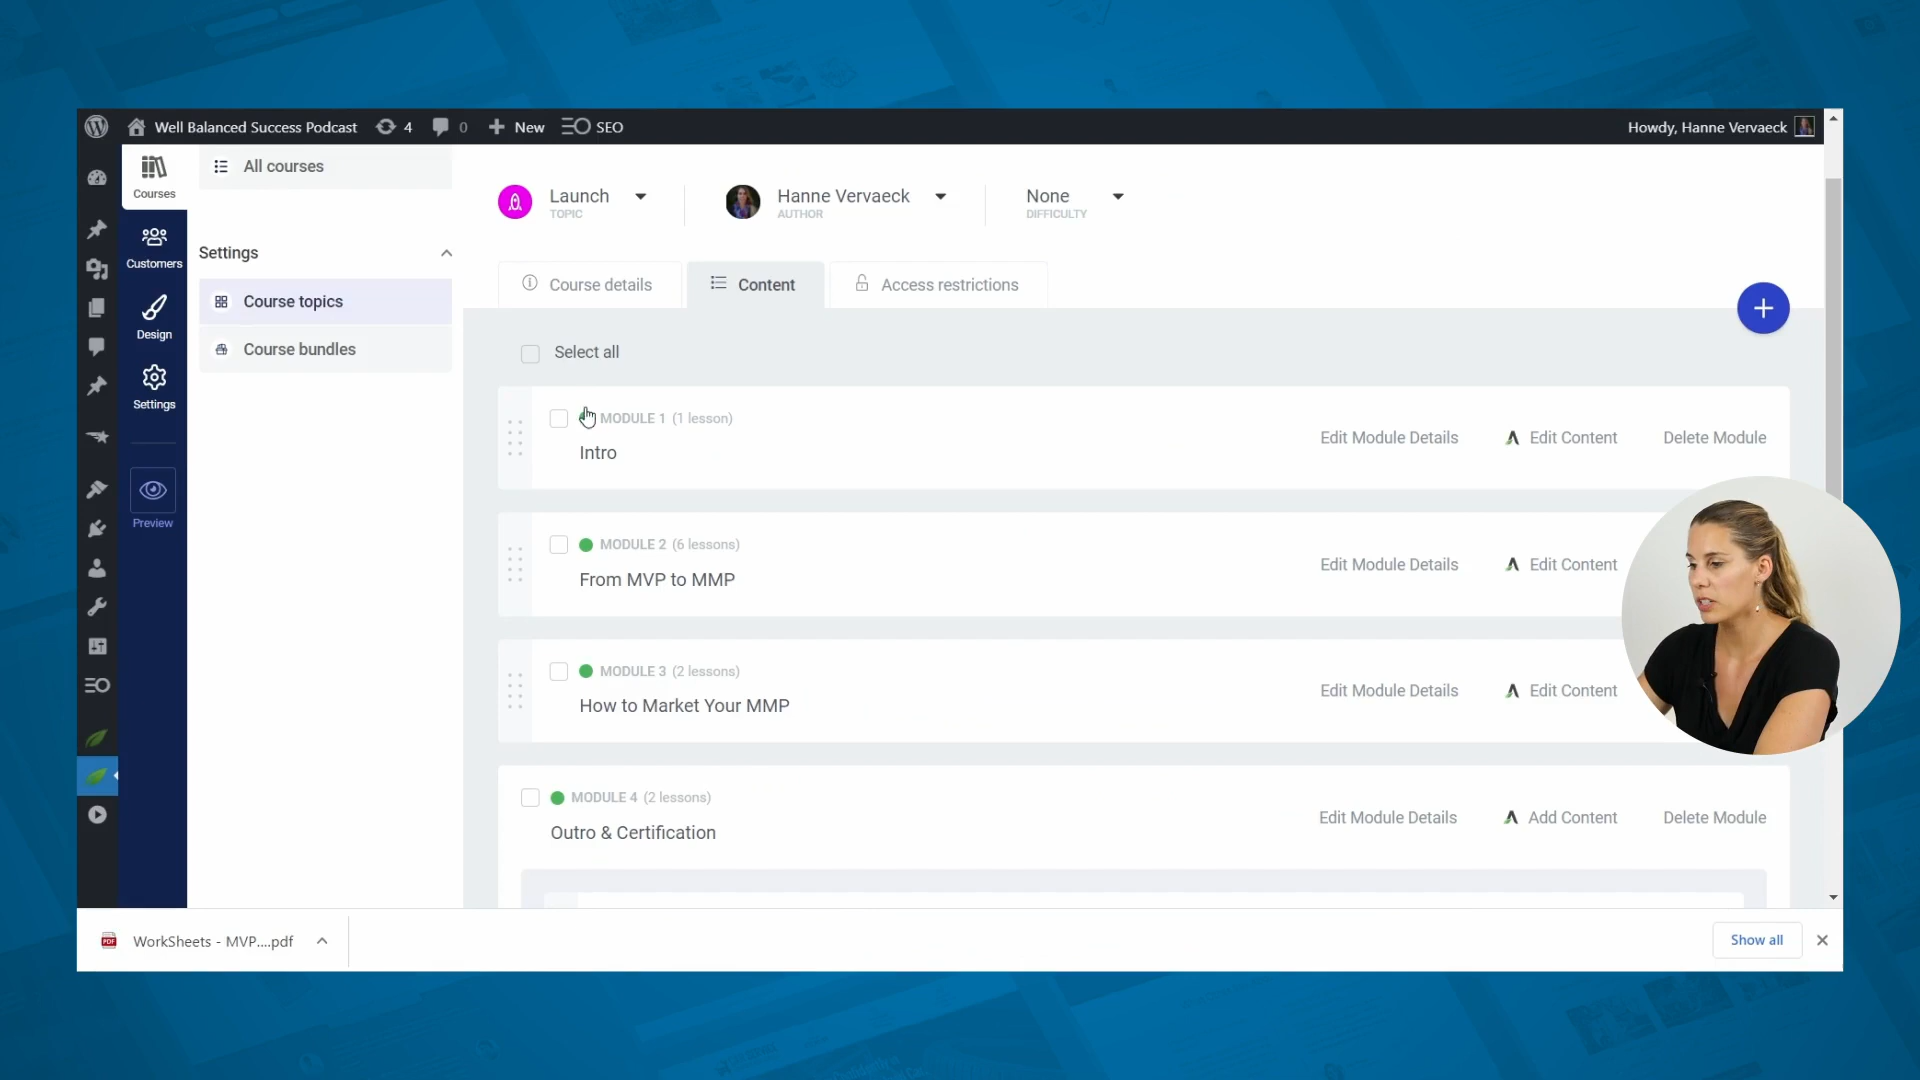 Well Balanced Success Podcast 4 0 New SEO Howdy, Hanne Vervaeck
Courses
Customers
Design
Settings
Preview
All courses
Settings
Course topics
Course bundles
Launch
TOPIC
Hanne Vervaeck
AUTHOR
None
DIFFICULTY
Course details
Content
Access restrictions
Select all
MODULE 1 (1 lesson)
Intro
Edit Module Details Edit Content Delete Module
MODULE 2 (6 lessons)
From MVP to MMP
Edit Module Details Edit Content
MODULE 3 (2 lessons)
How to Market Your MMP
Edit Module Details Edit Content
MODULE 4 (2 lessons)
Outro & Certification
Edit Module Details Add Content Delete Module
WorkSheets - MVP....pdf
Show all